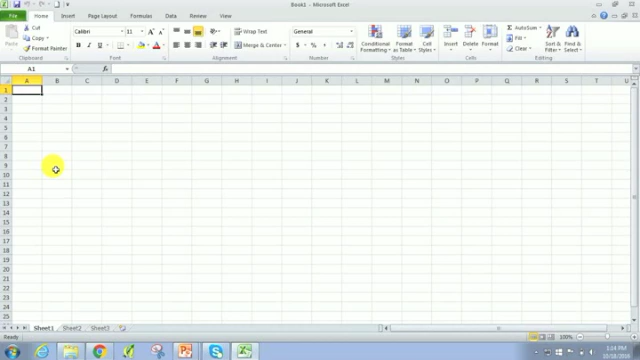 Book1 - Microsoft Excel
File Home Insert Page Layout Formulas Data Review View
Paste
Cut
Copy
Format Painter
Clipboard
Calibri 11
B I U
Font
Wrap Text
Merge & Center
Alignment
General
$ % ,
Number
Conditional Formatting
Format as Table
Cell Styles
Styles
Insert Delete Format
Cells
AutoSum
Fill
Clear
Sort & Filter
Find & Select
Editing
A1 fx
A B C D E F G H I J K L M N O P Q R S T U
1
2
3
4
5
6
7
8
9
10
11
12
13
14
15
16
17
18
19
20
21
22
23
24
25
Sheet1 Sheet2 Sheet3
Ready 100%
1:14 PM